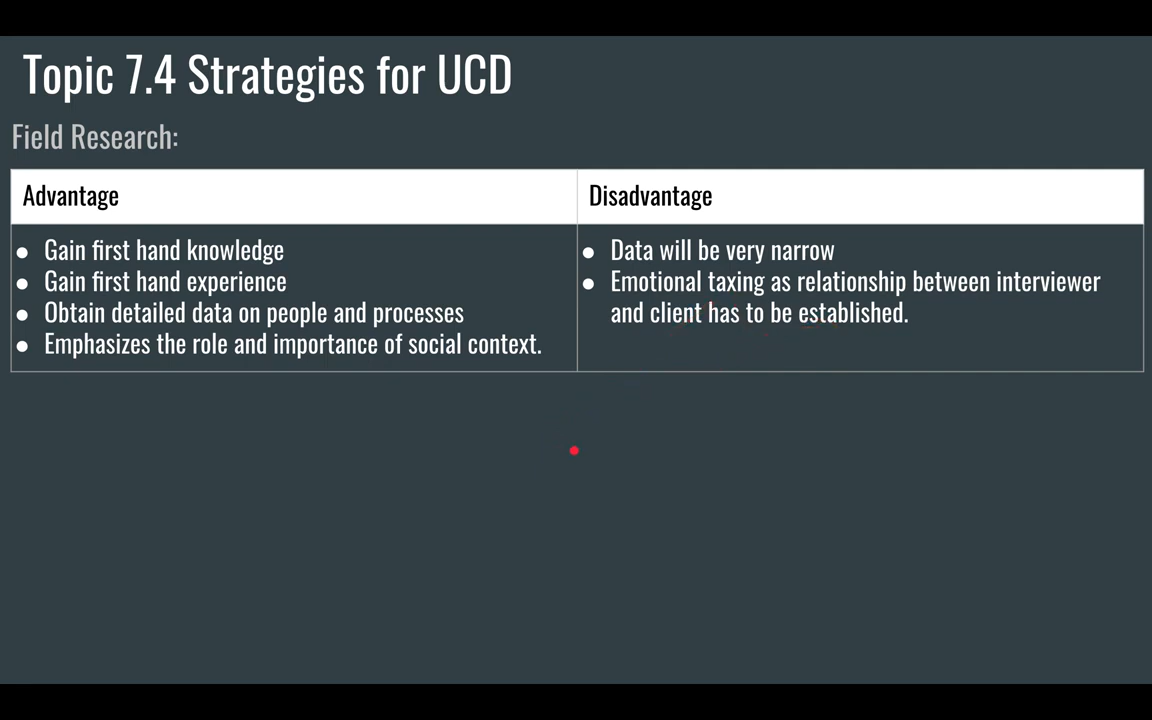 Topic 7.4 Strategies for UCD
Field Research:
Advantage
Disadvantage
● Gain first hand knowledge
● Gain first hand experience
● Obtain detailed data on people and processes
● Emphasizes the role and importance of social context.
● Data will be very narrow
● Emotional taxing as relationship between interviewer
and client has to be established.